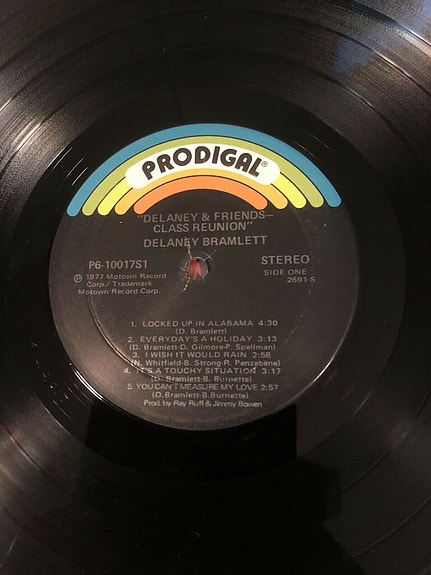 PRODIGAL®
"DELANEY & FRIENDS—
CLASS REUNION"
DELANEY BRAMLETT
P6-10017S1
STEREO
℗ 1977 Motown Record
Corp./ Trademark
Motown Record Corp.
SIDE ONE
2691 S
1. LOCKED UP IN ALABAMA 4:30
(D. Bramlett)
2. EVERYDAY'S A HOLIDAY 3:13
(D. Bramlett-D. Gilmore-P. Spellman)
3. I WISH IT WOULD RAIN 2:58
(N. Whitfield-B. Strong-R. Penzabene)
4. IT'S A TOUCHY SITUATION 3:17
(D. Bramlett-B. Burnette)
5. YOU CAN'T MEASURE MY LOVE 2:57
(D. Bramlett-B. Burnette)
Prod. by Ray Ruff & Jimmy Bowen